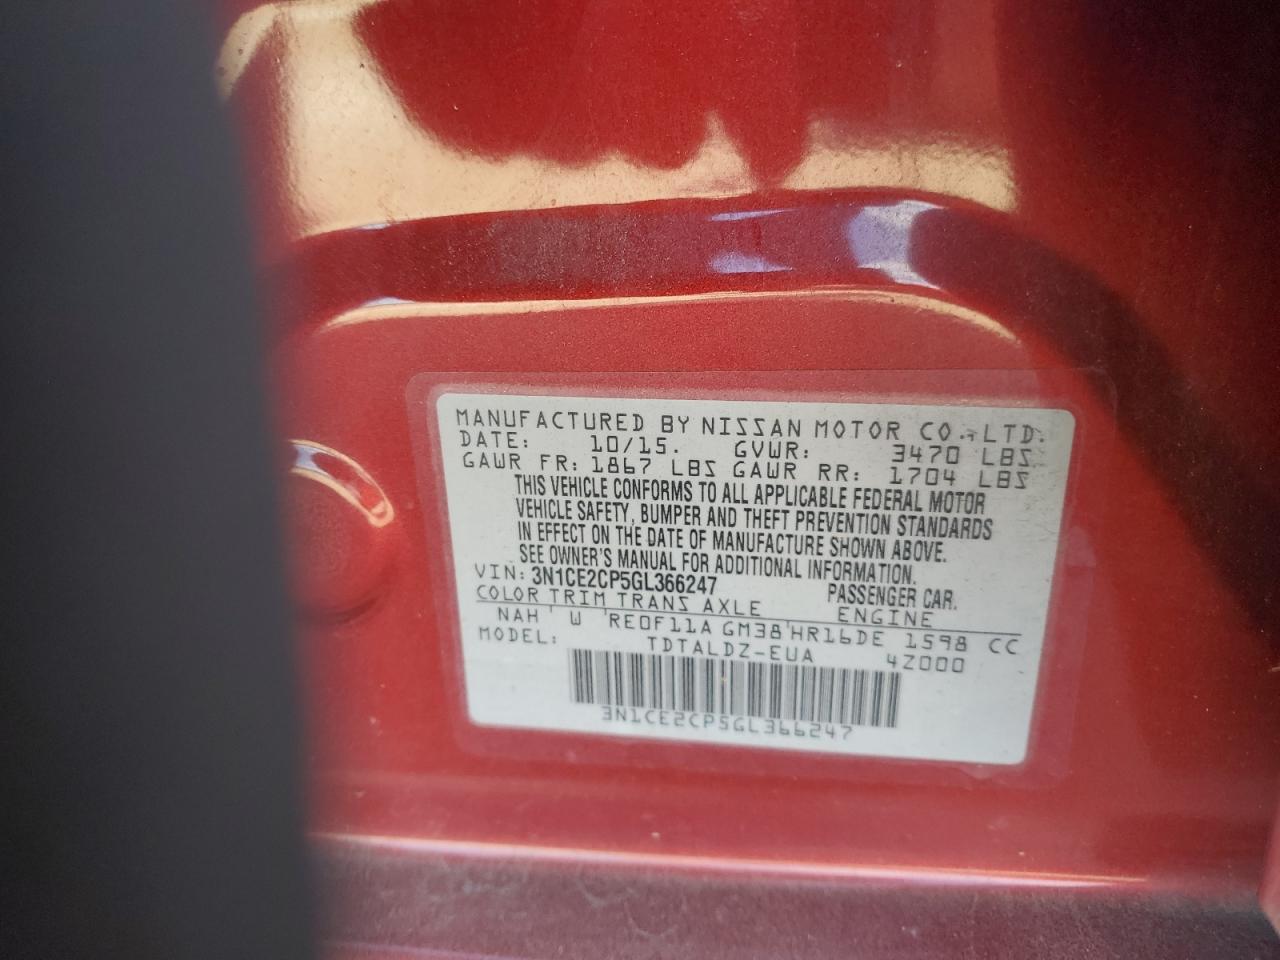 MANUFACTURED BY NISSAN MOTOR CO., LTD.
DATE: 10/15. GVWR: 3470 LBS
GAWR FR: 1867 LBS GAWR RR: 1704 LBS
THIS VEHICLE CONFORMS TO ALL APPLICABLE FEDERAL MOTOR
VEHICLE SAFETY, BUMPER AND THEFT PREVENTION STANDARDS
IN EFFECT ON THE DATE OF MANUFACTURE SHOWN ABOVE.
SEE OWNER'S MANUAL FOR ADDITIONAL INFORMATION.
VIN: 3N1CE2CP5GL366247 PASSENGER CAR.
COLOR TRIM TRANS AXLE ENGINE
NAH ' W 'RE0F11A GM38'HR16DE 1598 CC
MODEL: TDTALDZ-EUA 4Z000
3N1CE2CP5GL366247